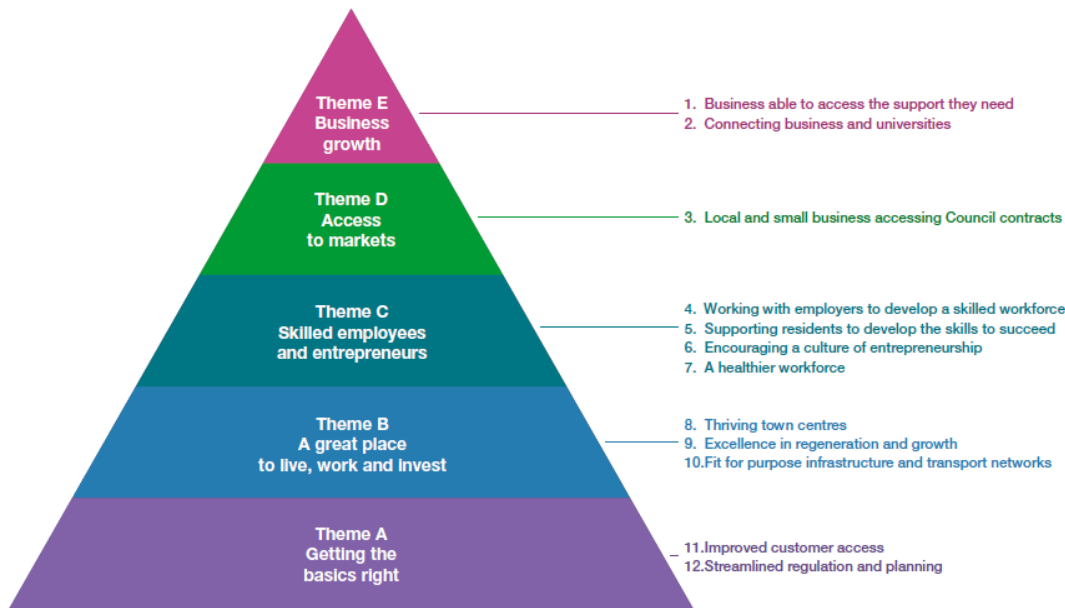 Theme E
Business
growth
1. Business able to access the support they need
2. Connecting business and universities
Theme D
Access
to markets
3. Local and small business accessing Council contracts
Theme C
Skilled employees
and entrepreneurs
4. Working with employers to develop a skilled workforce
5. Supporting residents to develop the skills to succeed
6. Encouraging a culture of entrepreneurship
7. A healthier workforce
Theme B
A great place
to live, work and invest
8. Thriving town centres
9. Excellence in regeneration and growth
10.Fit for purpose infrastructure and transport networks
Theme A
Getting the
basics right
11.Improved customer access
12.Streamlined regulation and planning